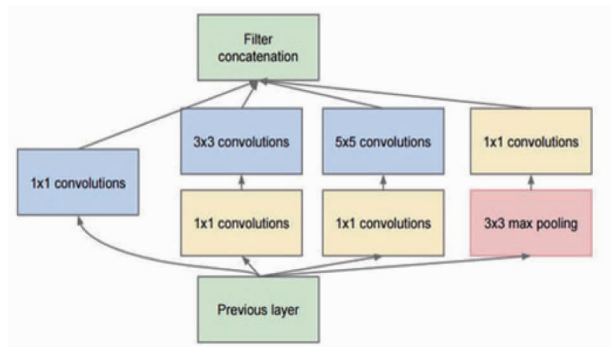 Filter
concatenation
3x3 convolutions
5x5 convolutions
1x1 convolutions
1x1 convolutions
1x1 convolutions
1x1 convolutions
3x3 max pooling
Previous layer